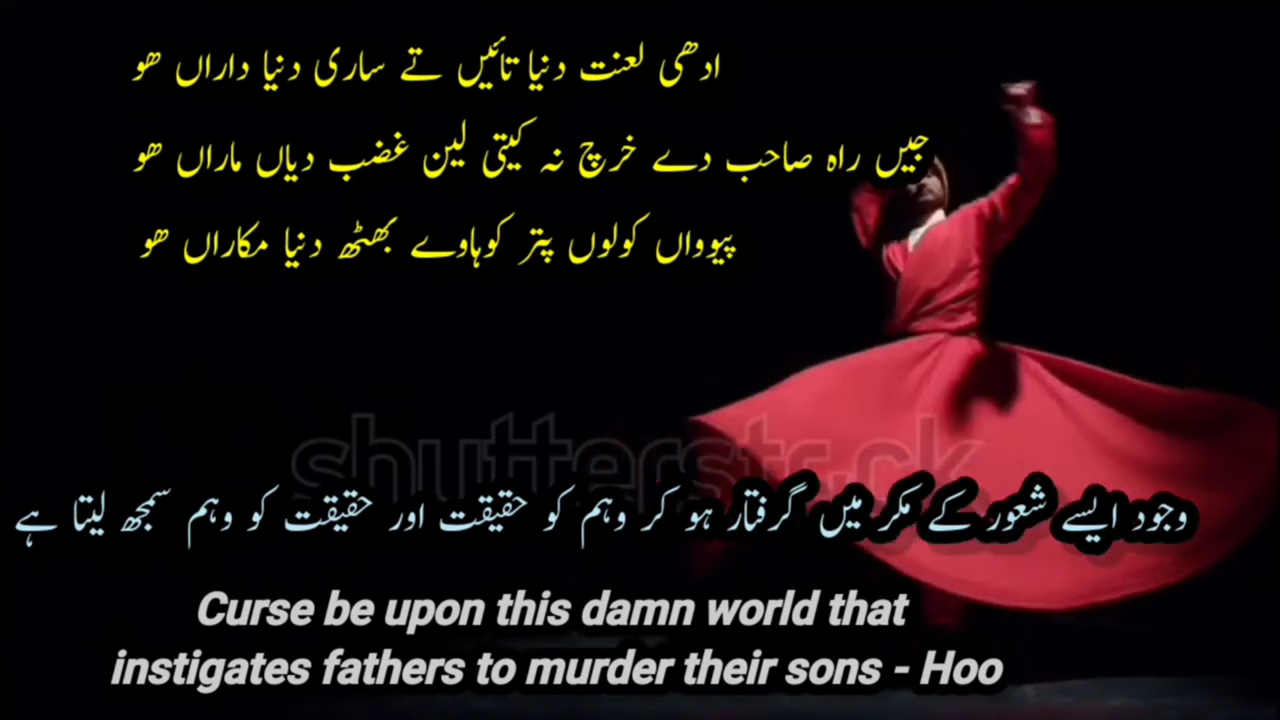 ادھی لعنت دنیا تائیں تے ساری دنیا داراں ھو
جیں راہ صاحب دے خرچ نہ کیتی لین غضب دیاں ماراں ھو
پیوواں کولوں پتر کوہاوے بھٹھ دنیا مکاراں ھو
shutterstock
وجود ایسے شعور کے مکر میں گرفتار ہو کر وہم کو حقیقت اور حقیقت کو وہم سمجھ لیتا ہے
Curse be upon this damn world that
instigates fathers to murder their sons - Hoo